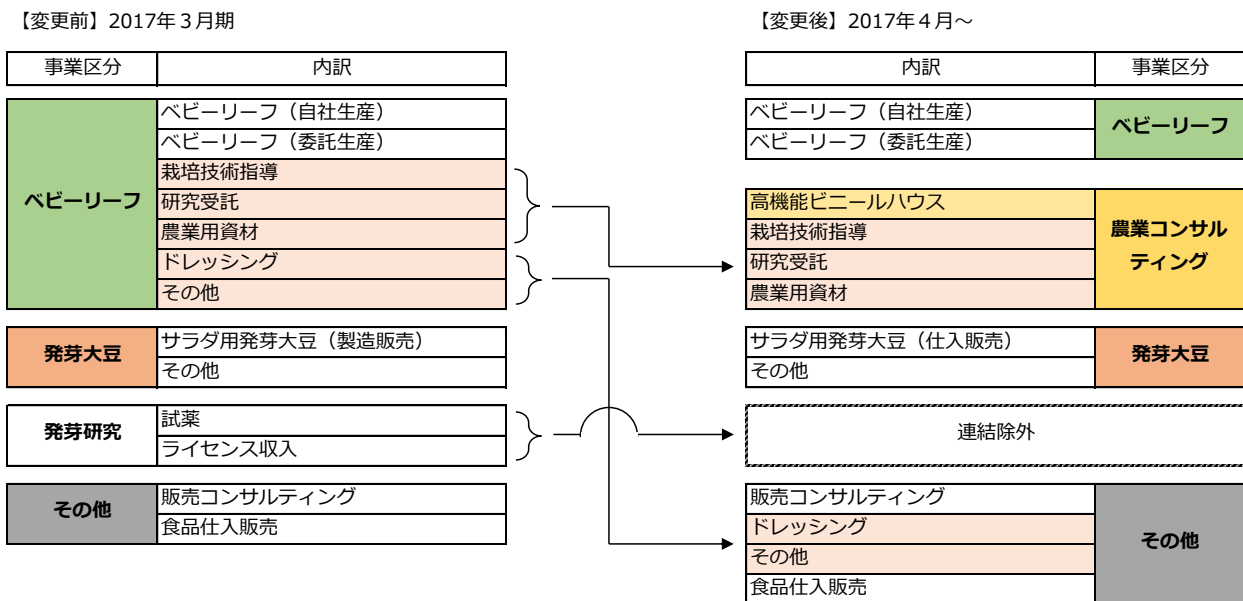 【変更前】2017年３月期
事業区分
内訳
ベビーリーフ
ベビーリーフ（自社生産）
ベビーリーフ（委託生産）
栽培技術指導
研究受託
農業用資材
ドレッシング
その他
発芽大豆
サラダ用発芽大豆（製造販売）
その他
発芽研究
試薬
ライセンス収入
その他
販売コンサルティング
食品仕入販売
【変更後】2017年４月～
内訳
事業区分
ベビーリーフ（自社生産）
ベビーリーフ（委託生産）
ベビーリーフ
高機能ビニールハウス
栽培技術指導
研究受託
農業用資材
農業コンサル
ティング
サラダ用発芽大豆（仕入販売）
その他
発芽大豆
連結除外
販売コンサルティング
ドレッシング
その他
食品仕入販売
その他